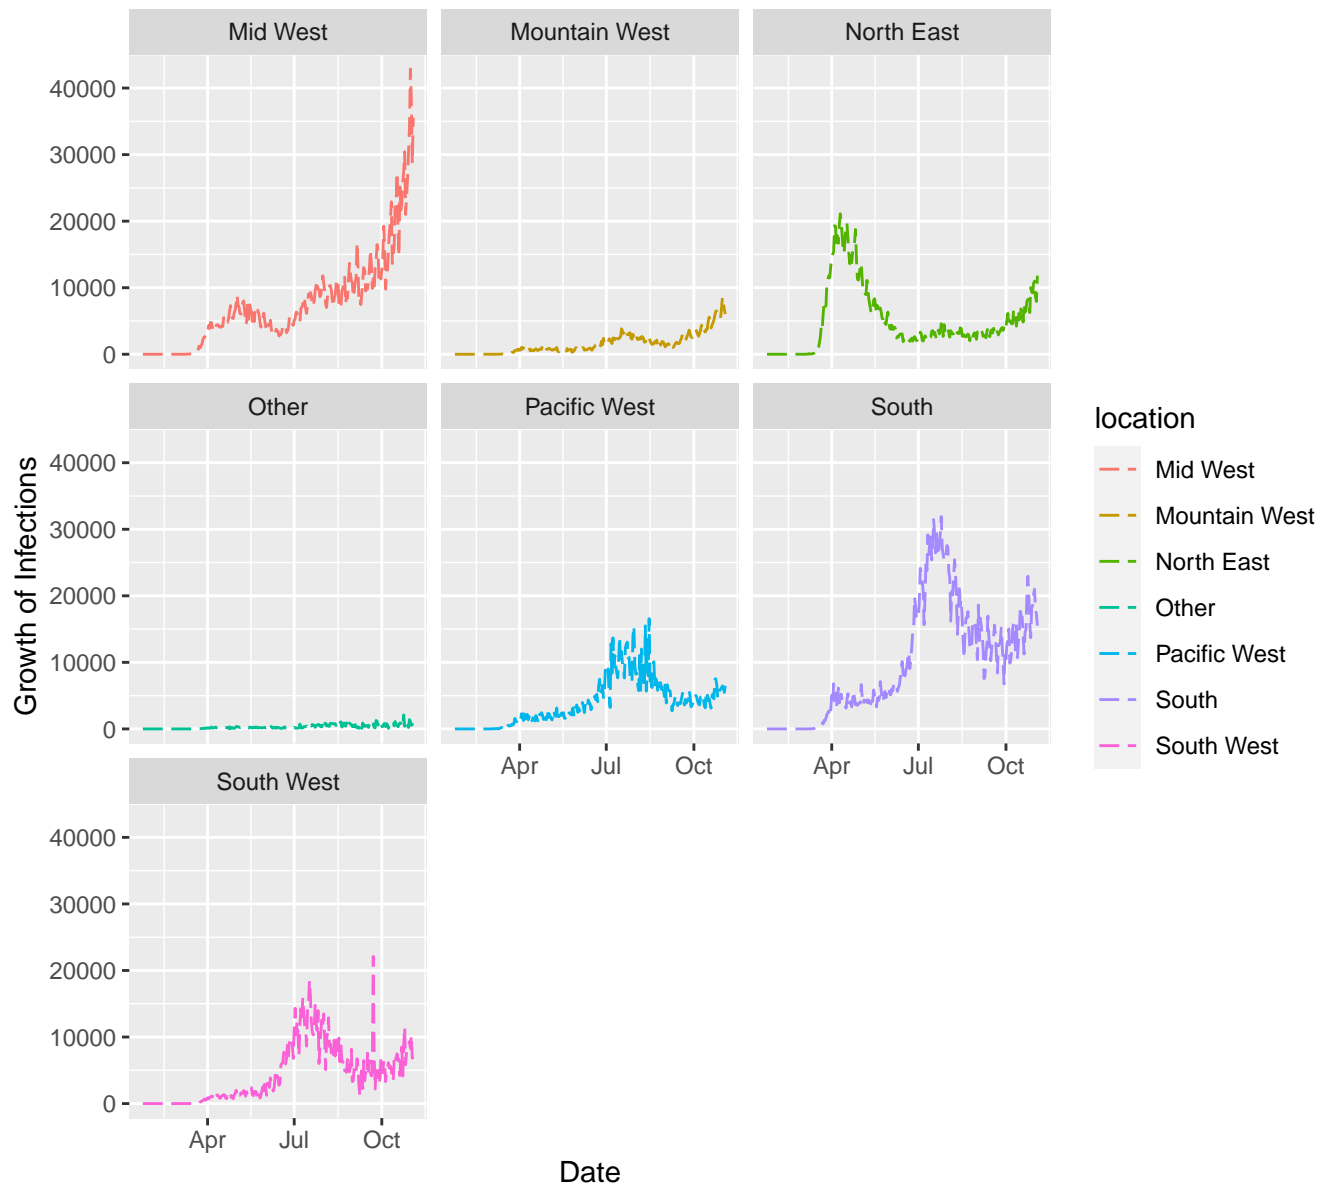 Mid West
Mountain West
North East
40000
30000
20000
10000
0
Other
Pacific West
South
40000
30000
20000
10000
0
Apr
Jul
Oct
Apr
Jul
Oct
South West
40000
30000
20000
10000
0
Apr
Jul
Oct
Growth of Infections
Date
location
Mid West
Mountain West
North East
Other
Pacific West
South
South West